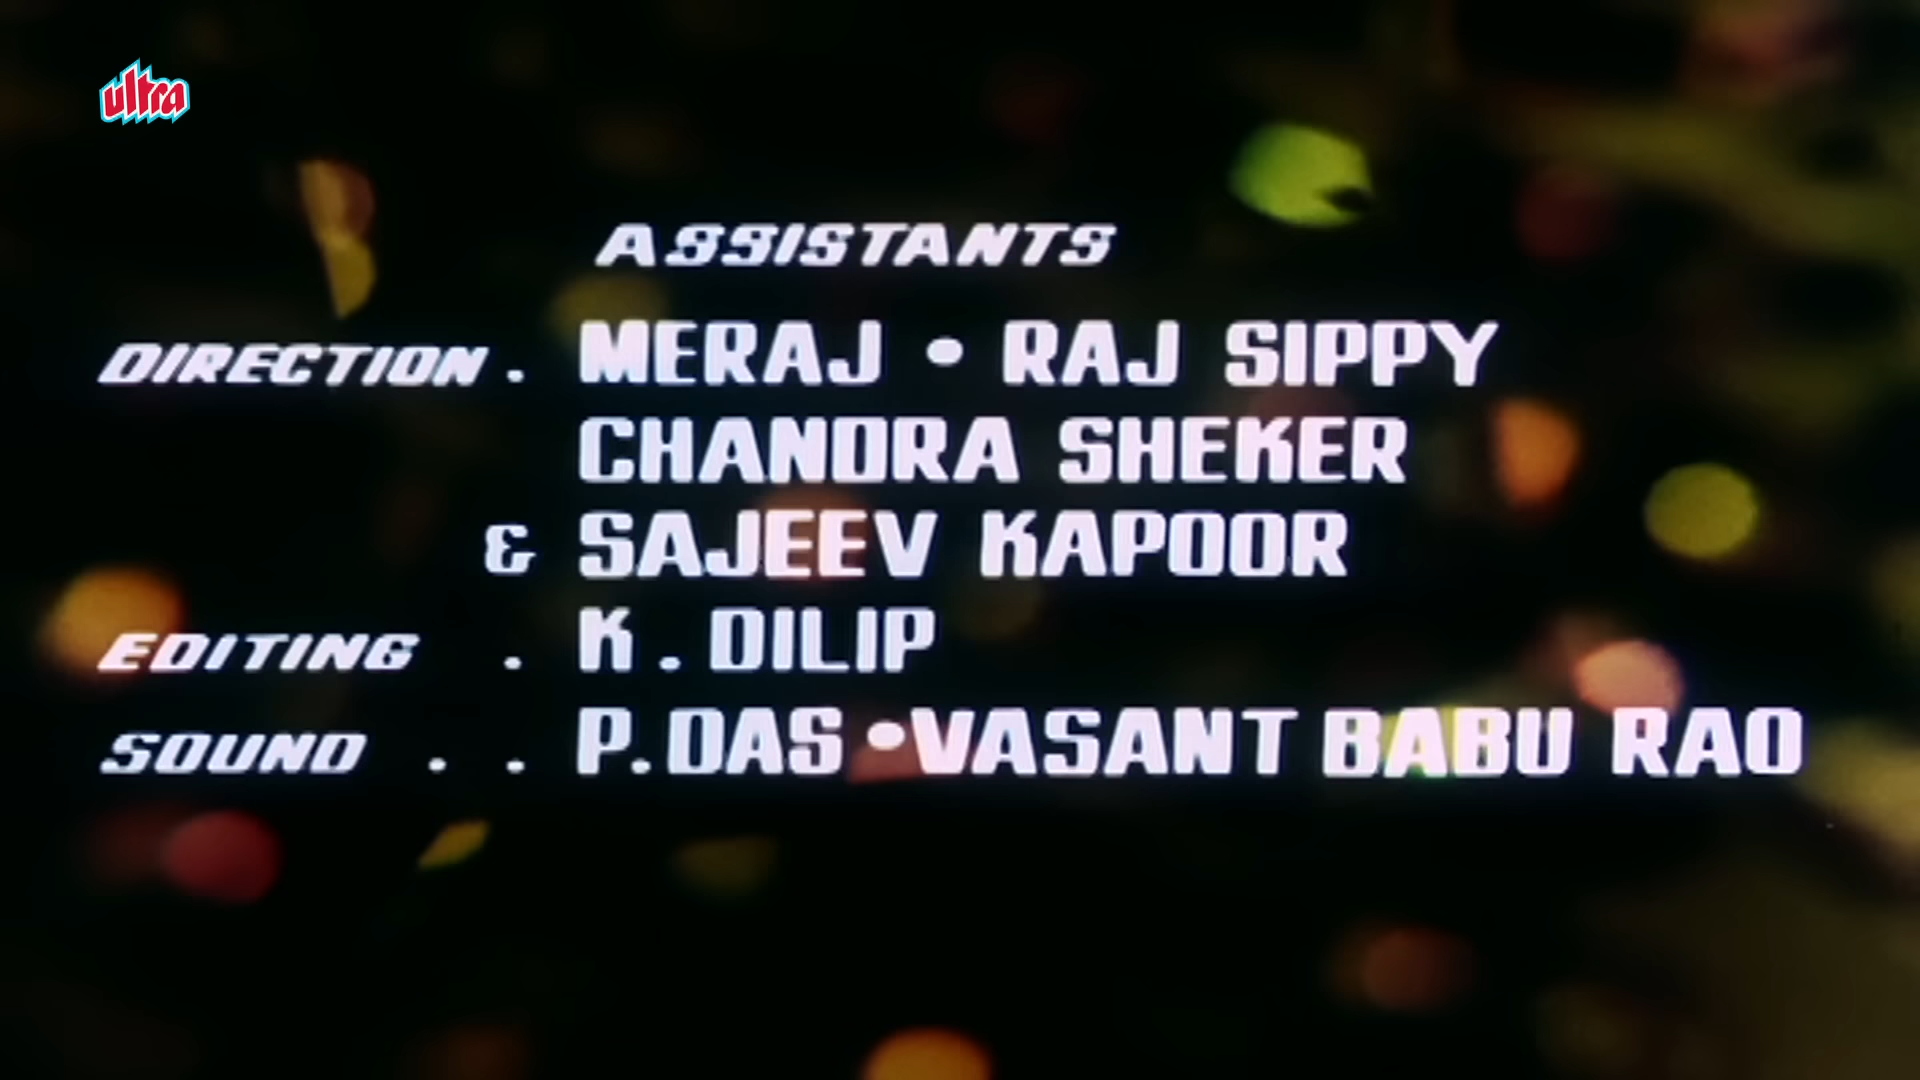 ultra
ASSISTANTS
DIRECTION . MERAJ • RAJ SIPPY
CHANDRA SHEKER
& SAJEEV KAPOOR
EDITING . K. DILIP
SOUND . . P. DAS • VASANT BABU RAO